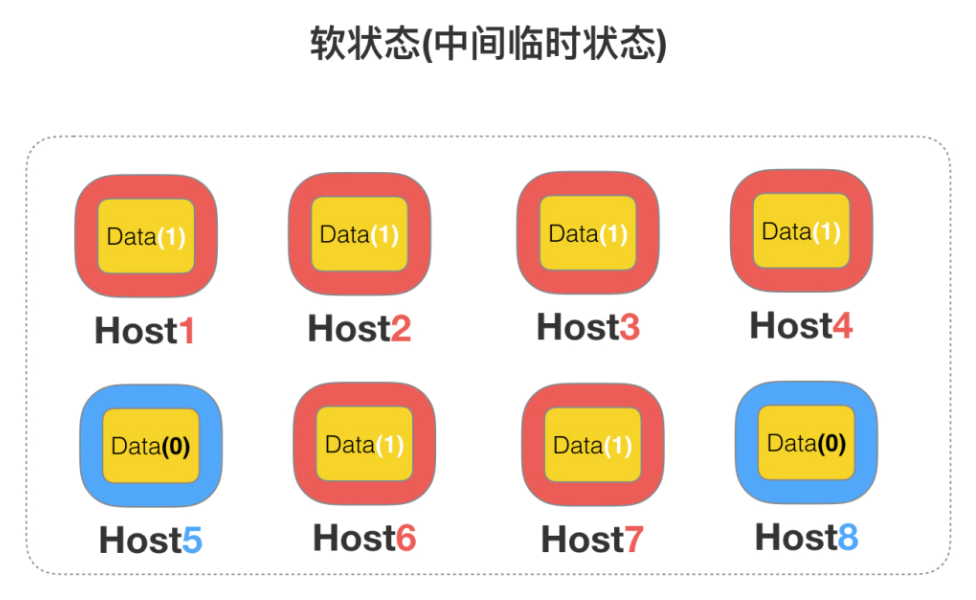 软状态(中间临时状态)
Data(1) Data(1) Data(1) Data(1)
Host1 Host2 Host3 Host4
Data(0) Data(1) Data(1) Data(0)
Host5 Host6 Host7 Host8